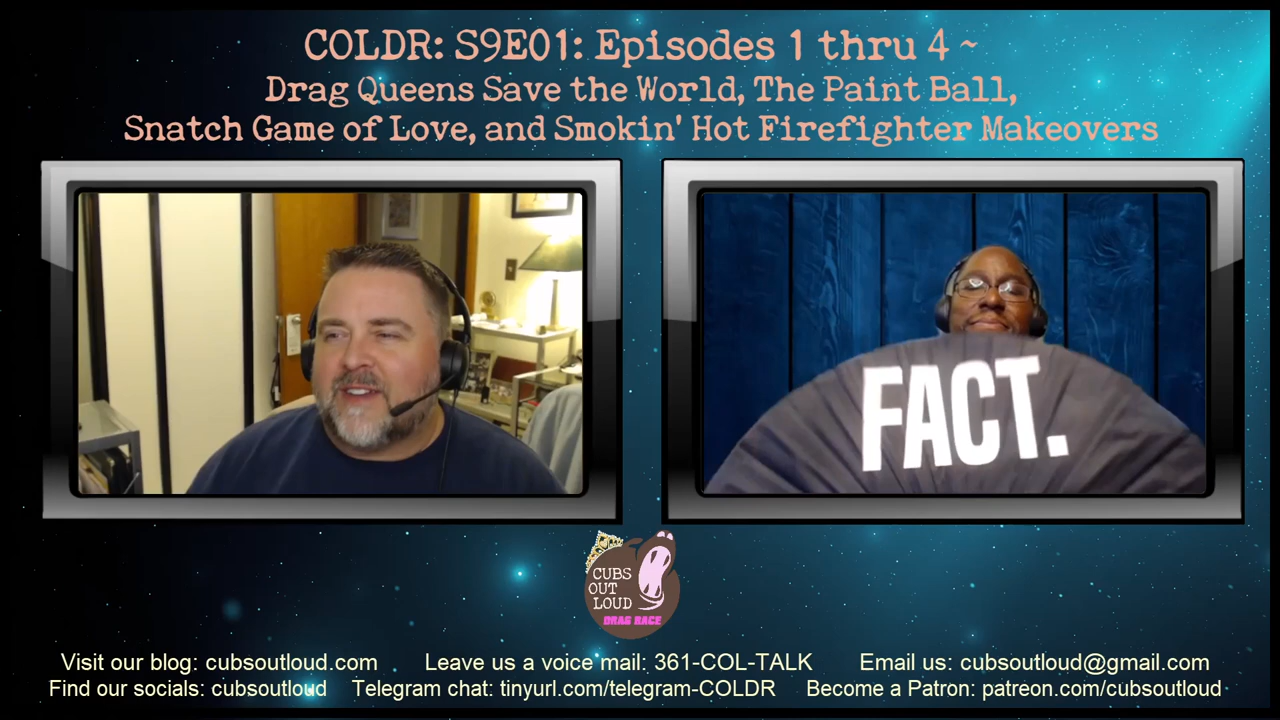 COLDR: S9E01: Episodes 1 thru 4 ~
Drag Queens Save the World, The Paint Ball,
Snatch Game of Love, and Smokin' Hot Firefighter Makeovers
FACT.
CUBS
OUT
LOUD
DRAG RACE
Visit our blog: cubsoutloud.com Leave us a voice mail: 361-COL-TALK Email us: cubsoutloud@gmail.com
Find our socials: cubsoutloud Telegram chat: tinyurl.com/telegram-COLDR Become a Patron: patreon.com/cubsoutloud